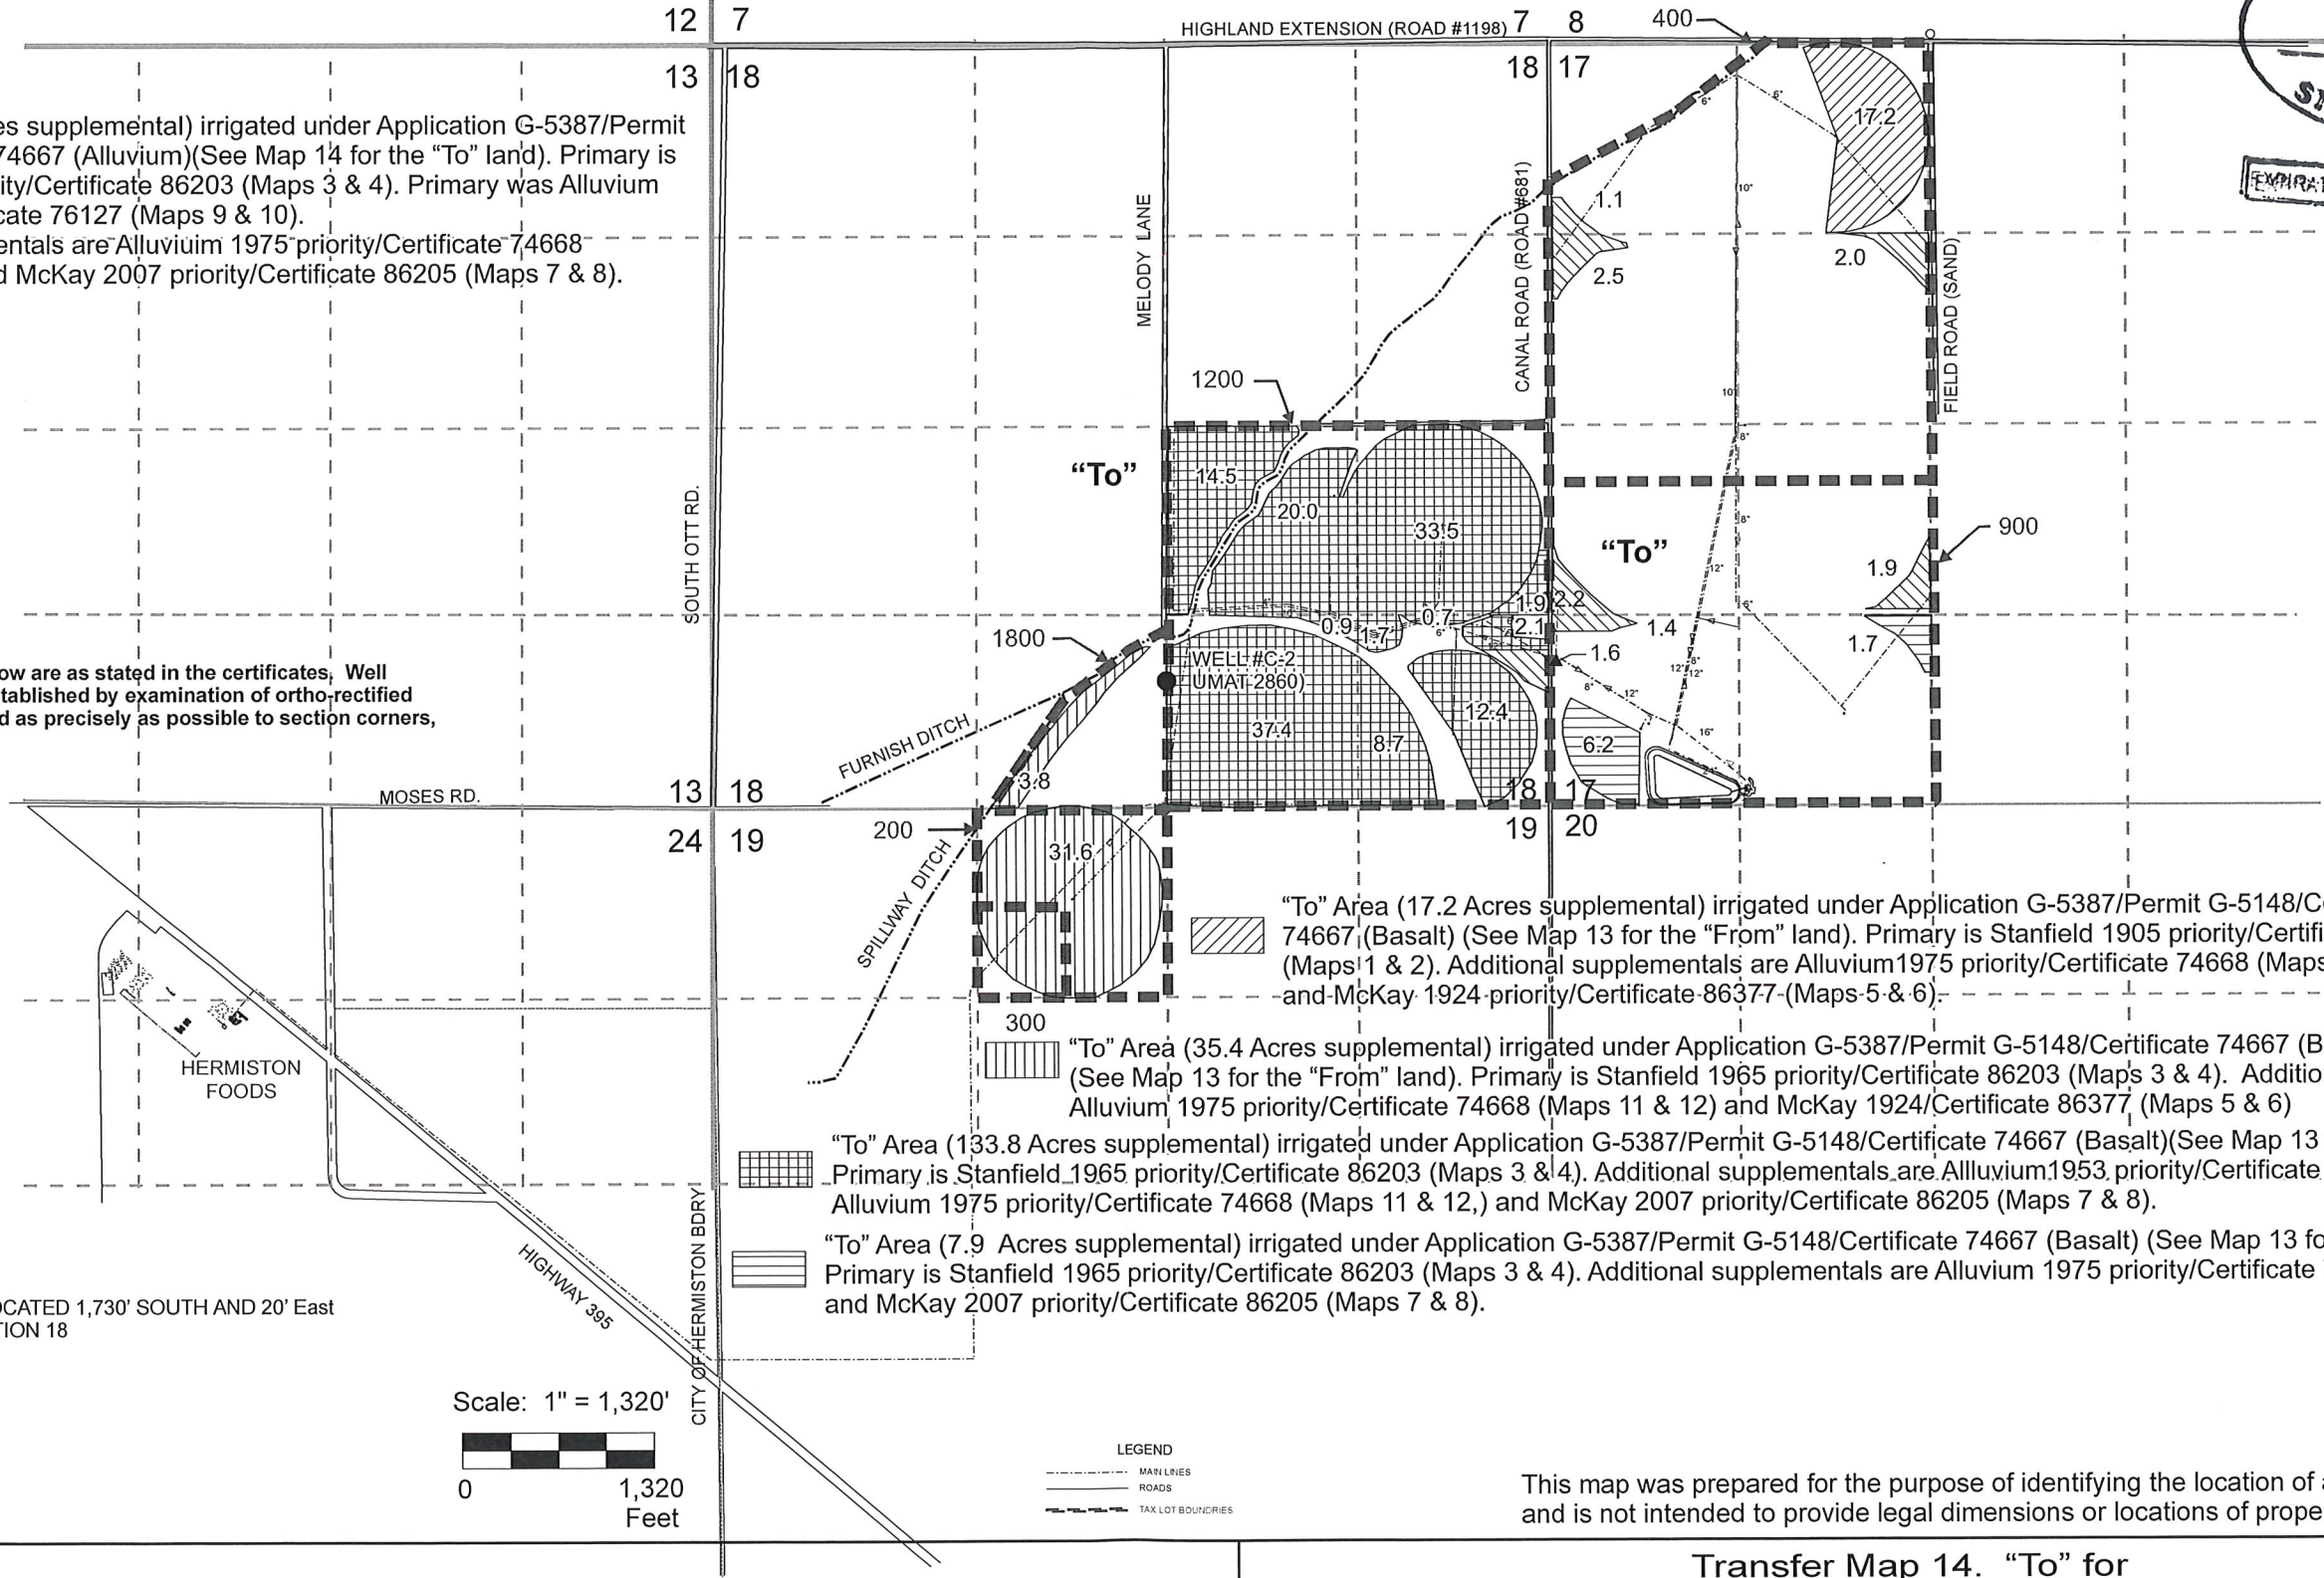 12 7
HIGHLAND EXTENSION (ROAD #1198) 7 8
400
13 18
18 17
es supplemental) irrigated under Application G-5387/Permit
74667 (Alluvium)(See Map 14 for the “To” land). Primary is
ity/Certificate 86203 (Maps 3 & 4). Primary was Alluvium
cate 76127 (Maps 9 & 10).
entals are Alluviuim 1975 priority/Certificate 74668
d McKay 2007 priority/Certificate 86205 (Maps 7 & 8).
6"
6"
17.2
10"
1.1
2.5
2.0
MELODY LANE
CANAL ROAD (ROAD #681)
FIELD ROAD (SAND)
SOUTH OTT RD.
1200
10"
8"
“To”
14.5
20.0
33.5
8"
“To”
900
12"
1.9
1.9
2.2
6"
0.9
1.7
0.7
6"
2.1
1.4
1.7
1800
1.6
WELL #C-2
UMAT 2860)
ow are as stated in the certificates. Well
stablished by examination of ortho-rectified
d as precisely as possible to section corners,
12"
8"
12"
8"
12"
16"
37.4
8.7
12.4
6.2
FURNISH DITCH
3.8
MOSES RD.
13 18
18 17
24 19
19 20
200
31.6
SPILLWAY DITCH
300
“To” Area (17.2 Acres supplemental) irrigated under Application G-5387/Permit G-5148/C
74667 (Basalt) (See Map 13 for the “From” land). Primary is Stanfield 1905 priority/Certifi
(Maps 1 & 2). Additional supplementals are Alluvium1975 priority/Certificate 74668 (Maps
and McKay 1924 priority/Certificate 86377 (Maps 5 & 6).
“To” Area (35.4 Acres supplemental) irrigated under Application G-5387/Permit G-5148/Certificate 74667 (B
(See Map 13 for the “From” land). Primary is Stanfield 1965 priority/Certificate 86203 (Maps 3 & 4). Additio
Alluvium 1975 priority/Certificate 74668 (Maps 11 & 12) and McKay 1924/Certificate 86377 (Maps 5 & 6)
“To” Area (133.8 Acres supplemental) irrigated under Application G-5387/Permit G-5148/Certificate 74667 (Basalt)(See Map 13
Primary is Stanfield 1965 priority/Certificate 86203 (Maps 3 & 4). Additional supplementals are Allluvium1953 priority/Certificate
Alluvium 1975 priority/Certificate 74668 (Maps 11 & 12,) and McKay 2007 priority/Certificate 86205 (Maps 7 & 8).
“To” Area (7.9 Acres supplemental) irrigated under Application G-5387/Permit G-5148/Certificate 74667 (Basalt) (See Map 13 fo
Primary is Stanfield 1965 priority/Certificate 86203 (Maps 3 & 4). Additional supplementals are Alluvium 1975 priority/Certificate
and McKay 2007 priority/Certificate 86205 (Maps 7 & 8).
HERMISTON
FOODS
HIGHWAY 395
CITY OF HERMISTON BDRY
OCATED 1,730’ SOUTH AND 20’ East
TION 18
Scale: 1" = 1,320'
0 1,320
Feet
LEGEND
MAIN LINES
ROADS
TAX LOT BOUNDRIES
This map was prepared for the purpose of identifying the location of a
and is not intended to provide legal dimensions or locations of prope
Transfer Map 14. “To” for